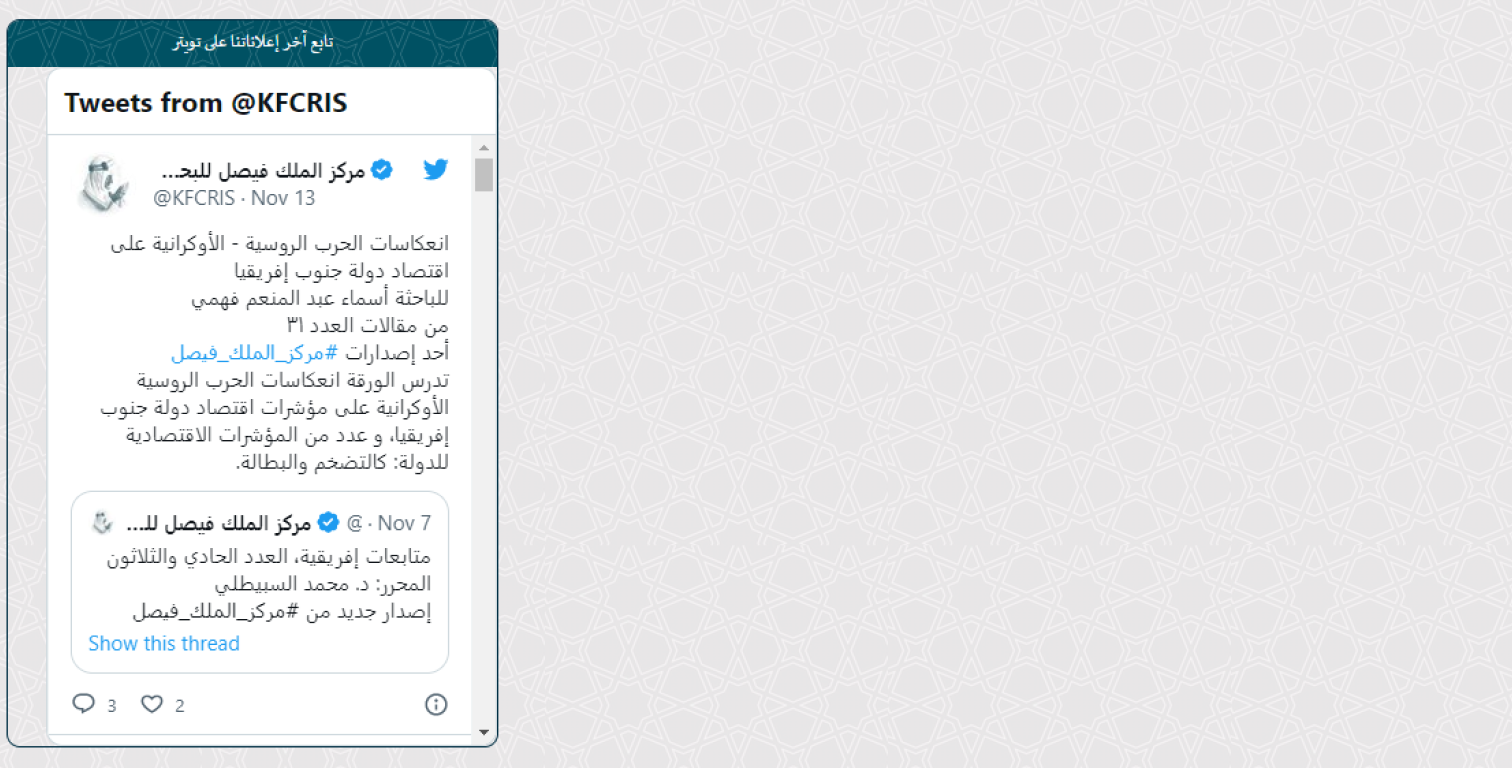 تابع آخر إعلاناتنا على تويتر
Tweets from @KFCRIS
مركز الملك فيصل للبحـ...
@KFCRIS · Nov 13
انعكاسات الحرب الروسية - الأوكرانية على
اقتصاد دولة جنوب إفريقيا
للباحثة أسماء عبد المنعم فهمي
من مقالات العدد ٣١
أحد إصدارات #مركز_الملك_فيصل
تدرس الورقة انعكاسات الحرب الروسية
الأوكرانية على مؤشرات اقتصاد دولة جنوب
إفريقيا، و عدد من المؤشرات الاقتصادية
للدولة: كالتضخم والبطالة.
مركز الملك فيصل للـ... @ · Nov 7
متابعات إفريقية، العدد الحادي والثلاثون
المحرر: د. محمد السبيطلي
إصدار جديد من #مركز_الملك_فيصل
Show this thread
3 2